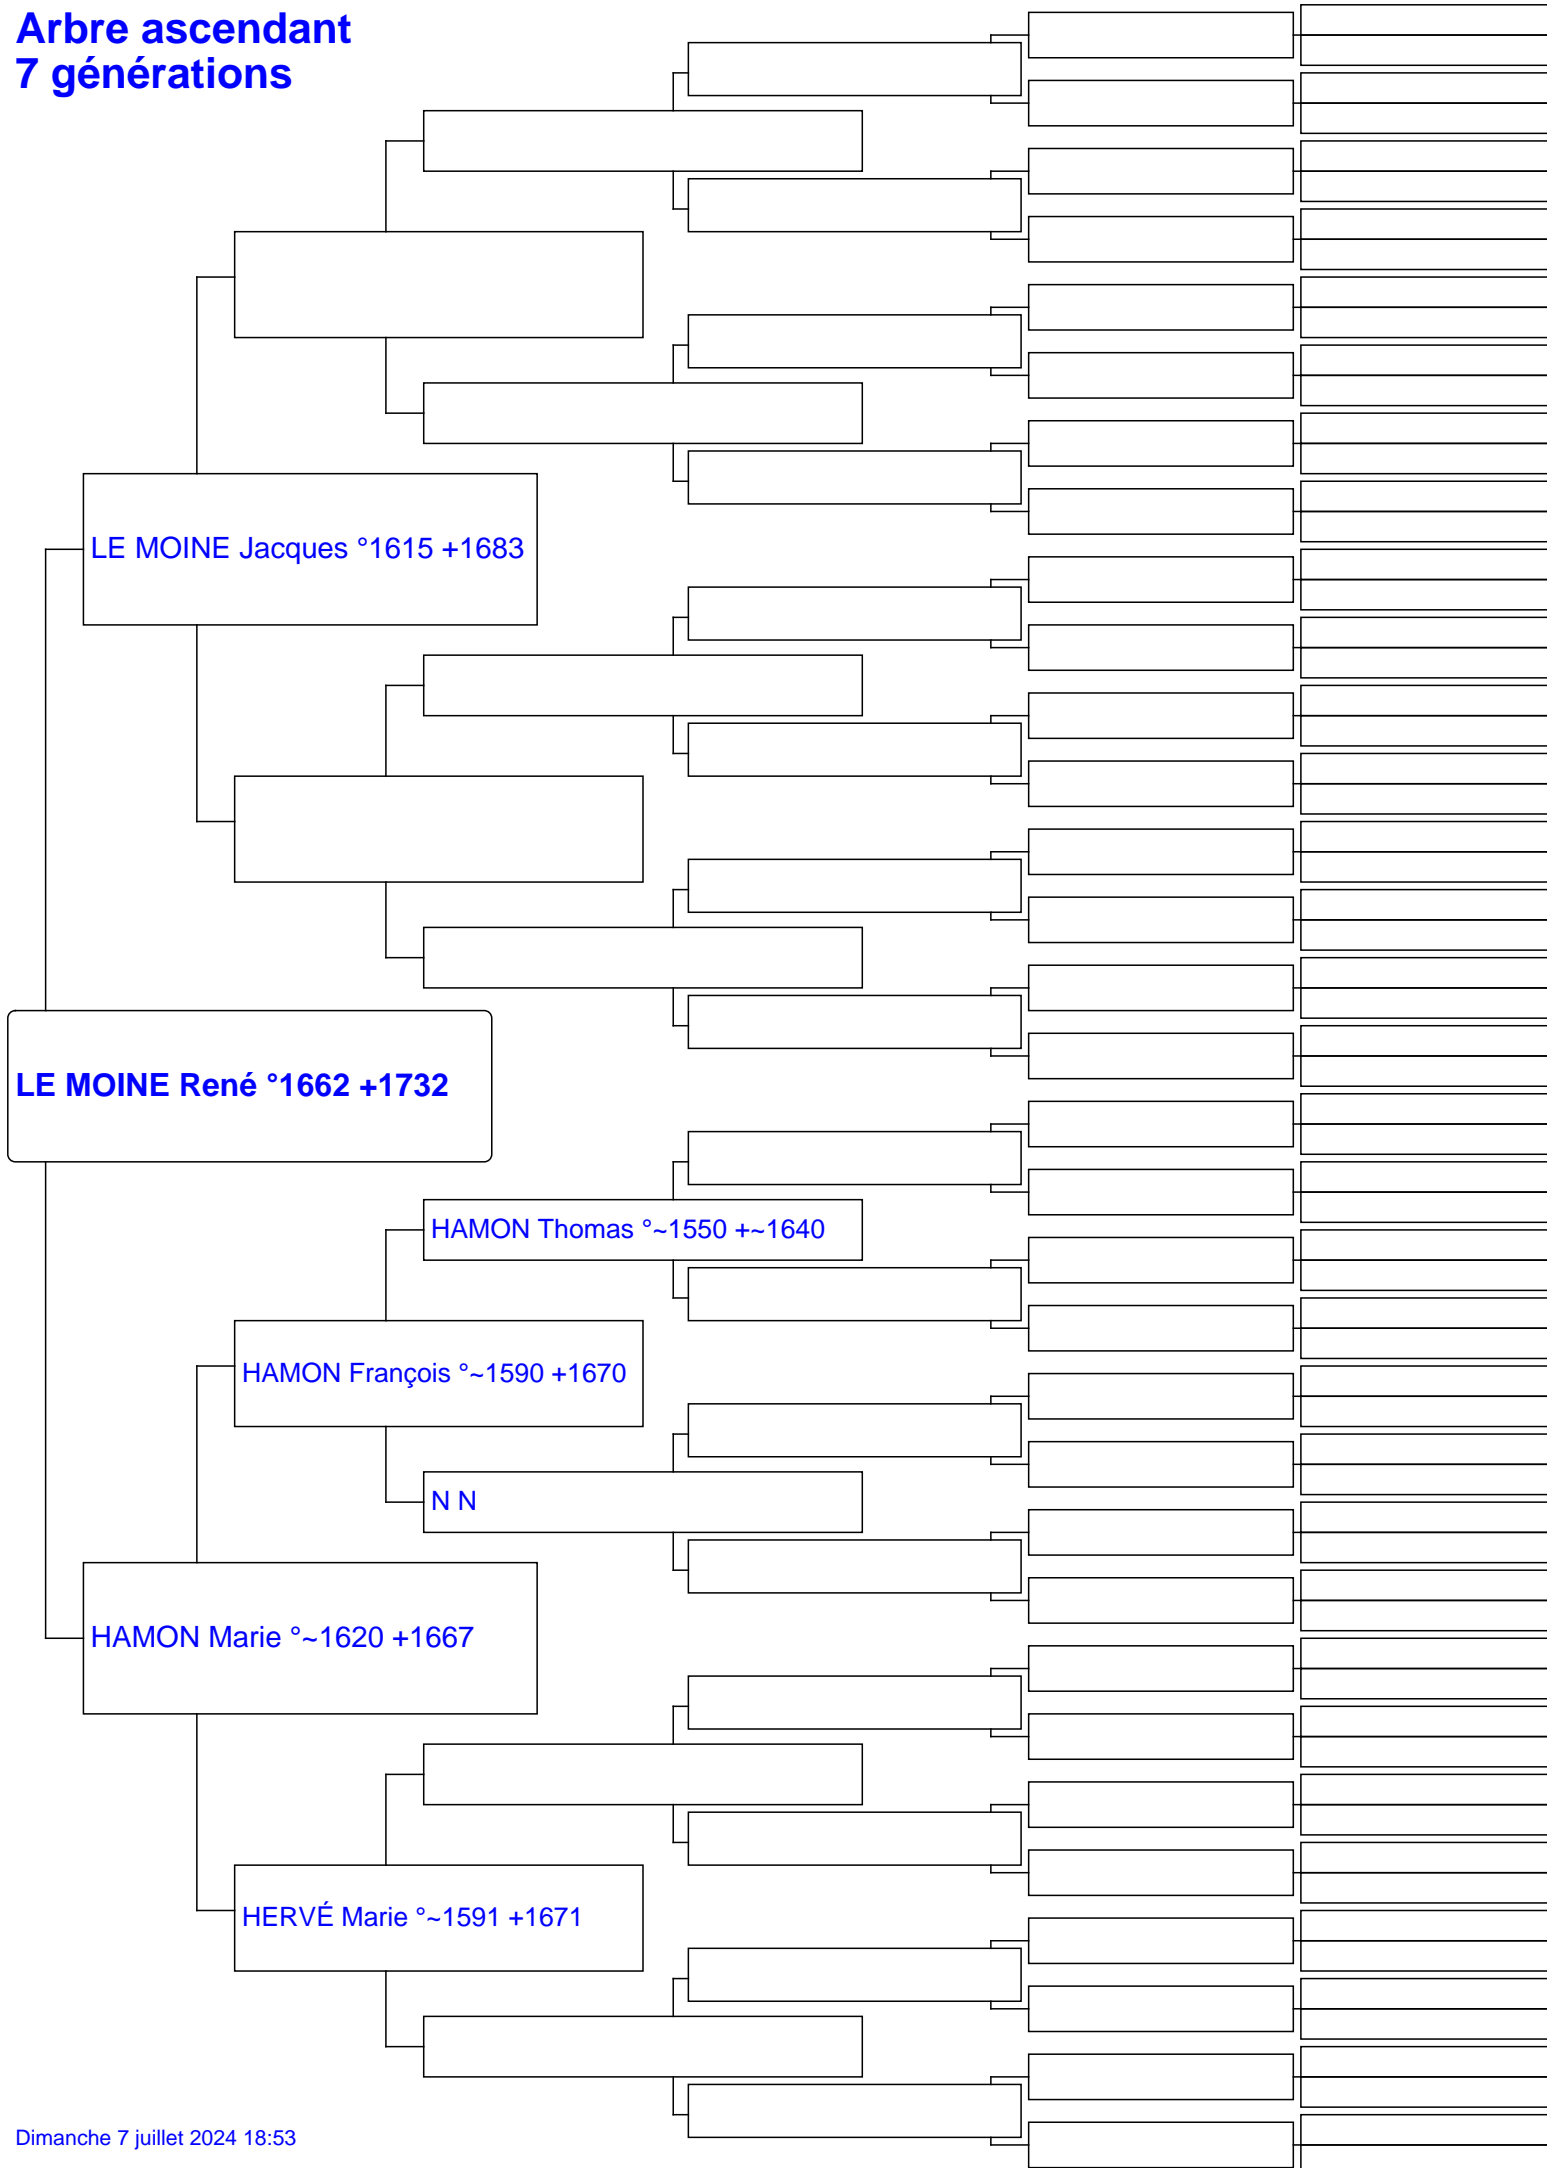 Arbre ascendant
7 générations
LE MOINE Jacques °1615 +1683
LE MOINE René °1662 +1732
HAMON Thomas °~1550 +~1640
HAMON François °~1590 +1670
N N
HAMON Marie °~1620 +1667
HERVÉ Marie °~1591 +1671
Dimanche 7 juillet 2024 18:53